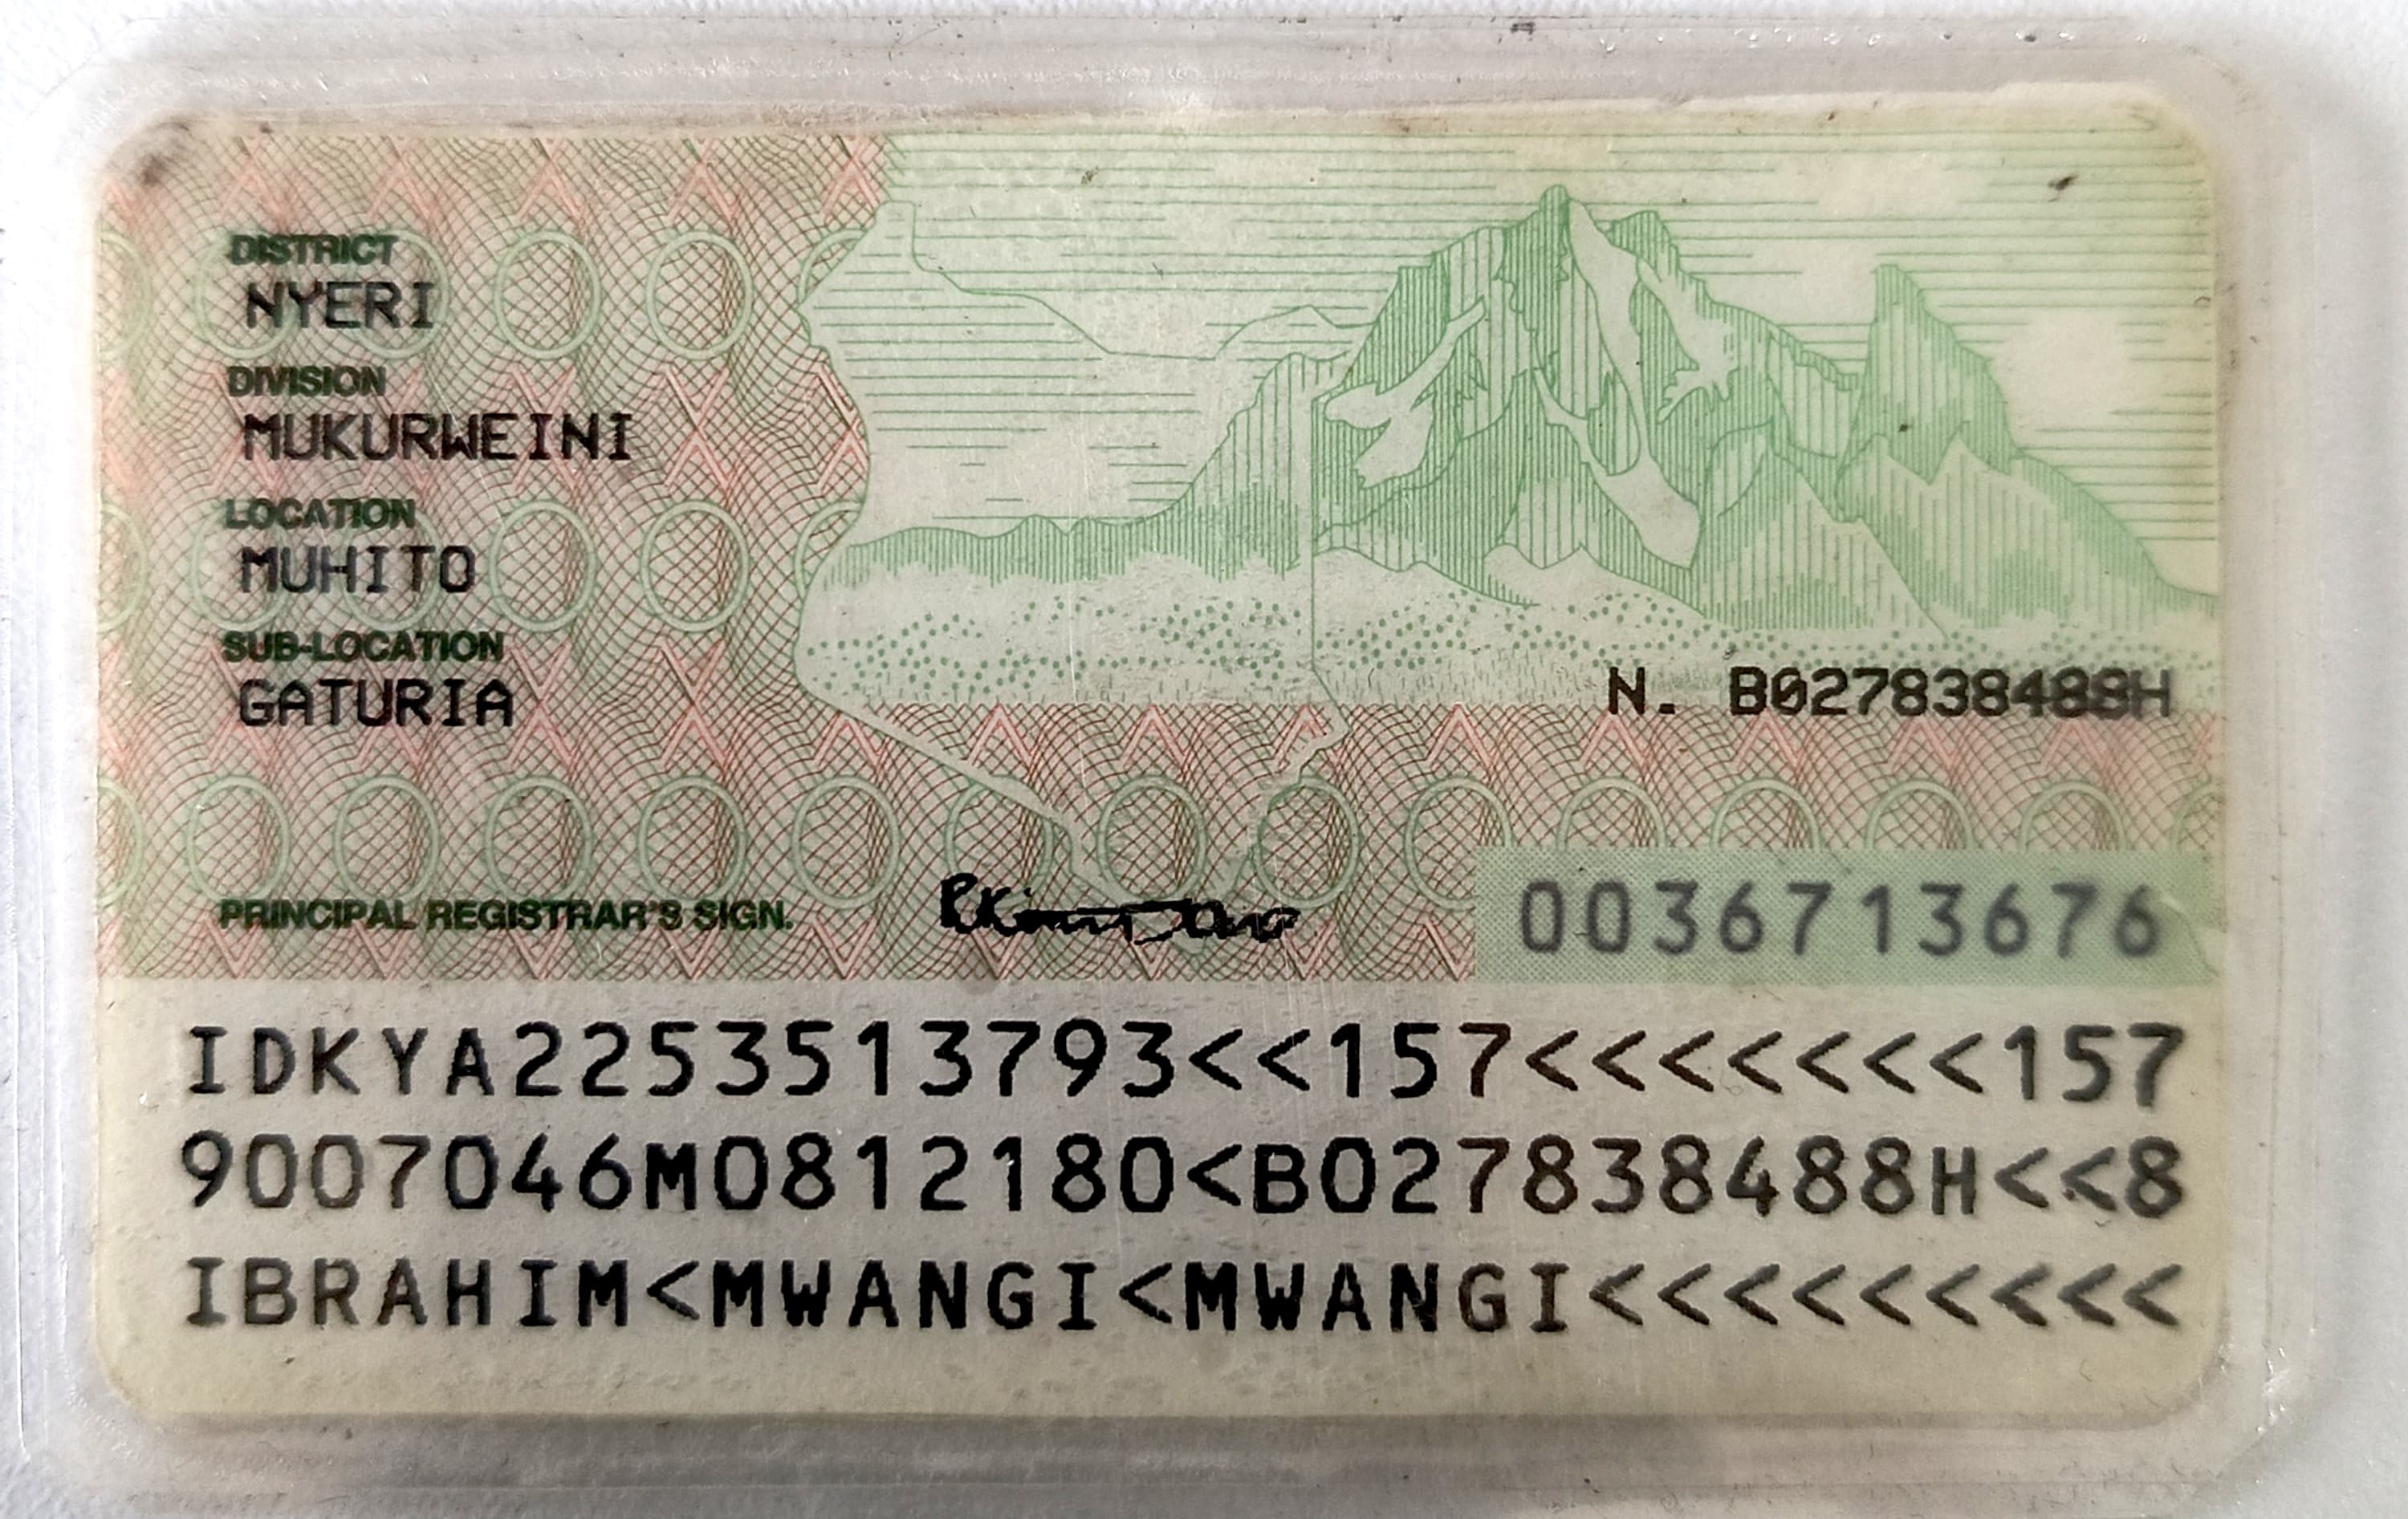 DISTRICT
NYERI
DIVISION
MUKURWEINI
LOCATION
MUHITO
SUB-LOCATION
GATURIA
N. B027838488H
PRINCIPAL REGISTRAR'S SIGN.
0036713676
IDKYA2253513793<<157<<<<<<<157
9007046M0812180<B027838488H<<8
IBRAHIM<MWANGI<MWANGI<<<<<<<<<